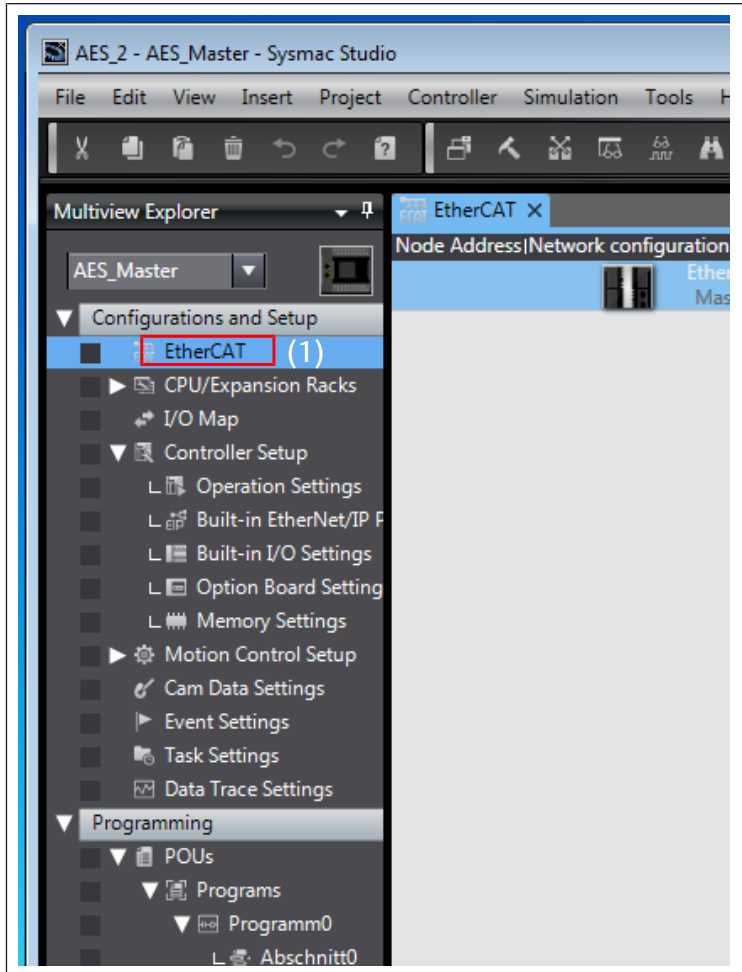 AES_2 - AES_Master - Sysmac Studio
File Edit View Insert Project Controller Simulation Tools H
Multiview Explorer
EtherCAT
Node Address|Network configuration
AES_Master
Ether
Mas
Configurations and Setup
EtherCAT (1)
CPU/Expansion Racks
I/O Map
Controller Setup
Operation Settings
Built-in EtherNet/IP P
Built-in I/O Settings
Option Board Setting
Memory Settings
Motion Control Setup
Cam Data Settings
Event Settings
Task Settings
Data Trace Settings
Programming
POUs
Programs
Programm0
Abschnitt0